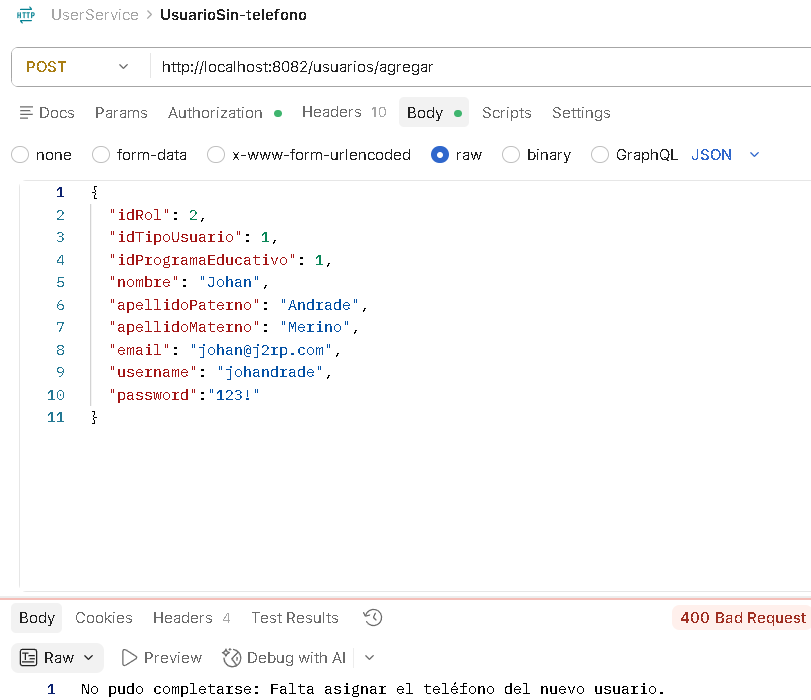 HTTP UserService > UsuarioSin-telefono
POST http://localhost:8082/usuarios/agregar
Docs Params Authorization Headers 10 Body Scripts Settings
none form-data x-www-form-urlencoded raw binary GraphQL JSON
1 {
2 "idRol": 2,
3 "idTipoUsuario": 1,
4 "idProgramaEducativo": 1,
5 "nombre": "Johan",
6 "apellidoPaterno": "Andrade",
7 "apellidoMaterno": "Merino",
8 "email": "johan@j2rp.com",
9 "username": "johandrade",
10 "password":"123!"
11 }
Body Cookies Headers 4 Test Results 400 Bad Request
Raw Preview Debug with AI
1 No pudo completarse: Falta asignar el teléfono del nuevo usuario.